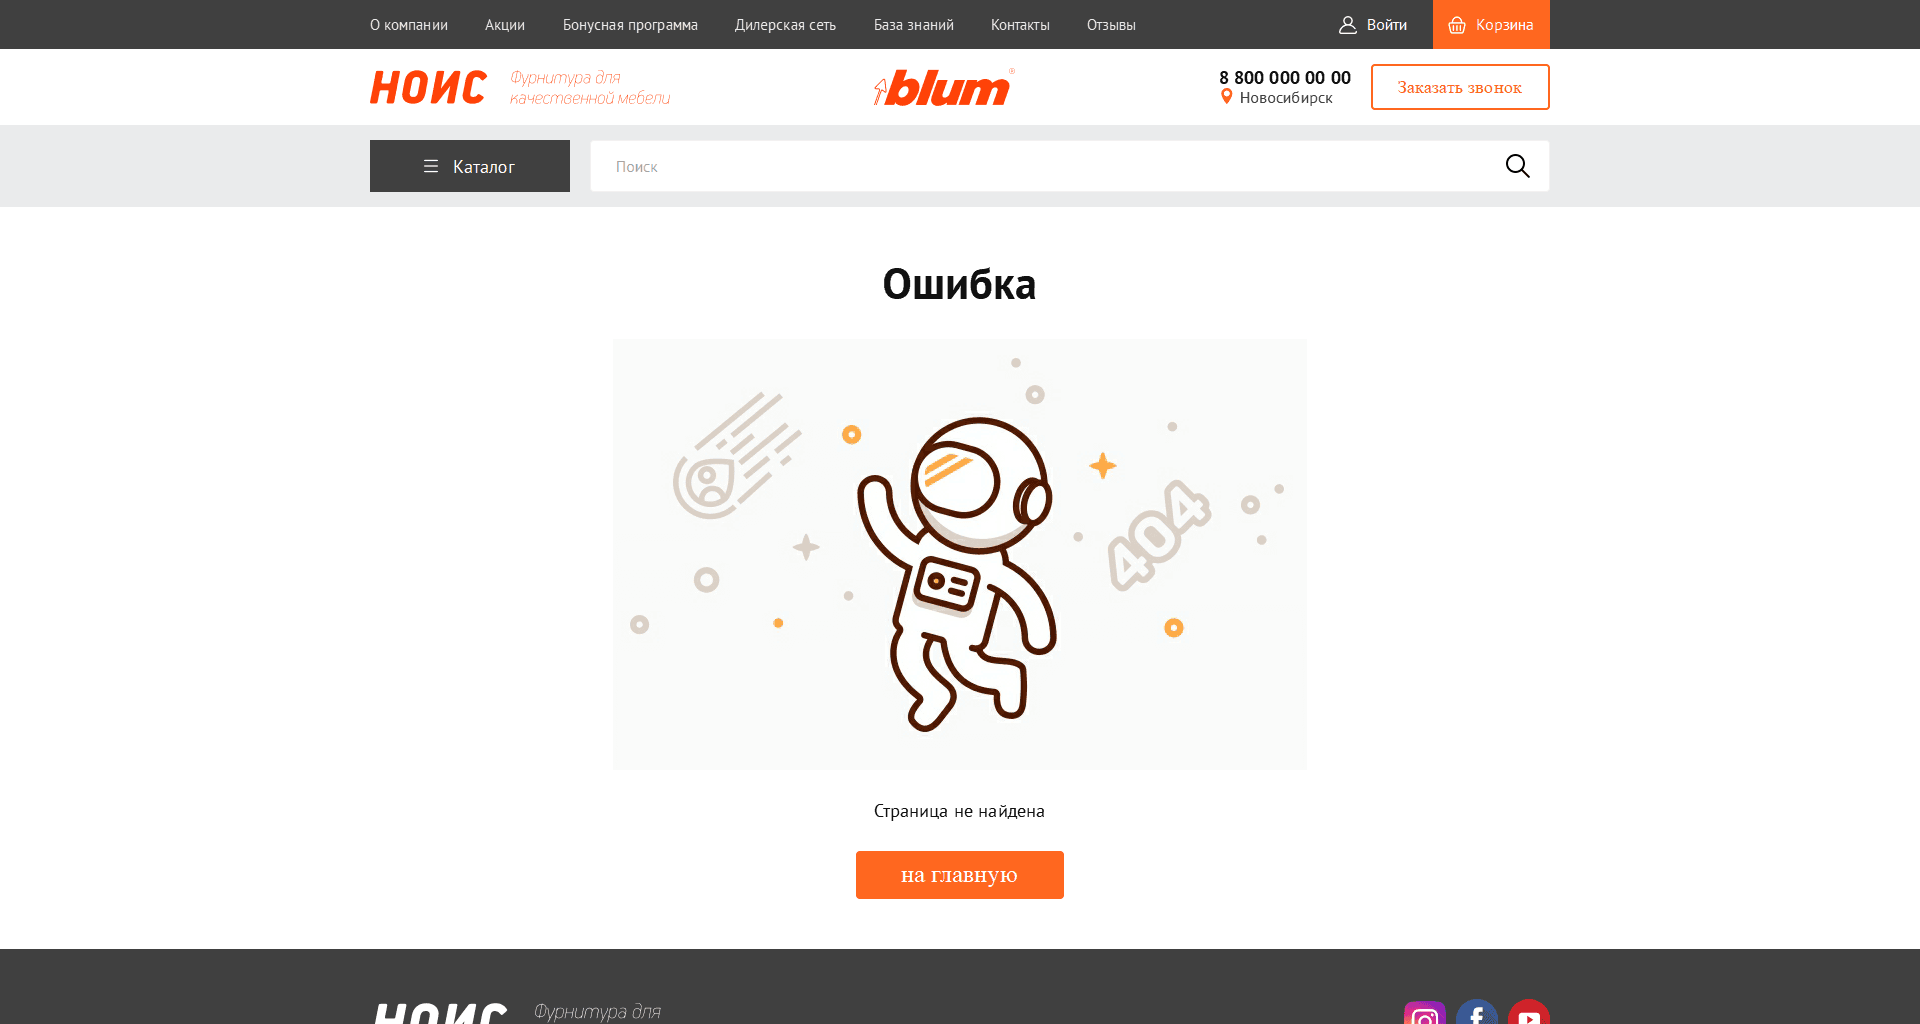 О компании Акции Бонусная программа Дилерская сеть База знаний Контакты Отзывы Войти Корзина
НОИС Фурнитура для качественной мебели
blum®
8 800 000 00 00
Новосибирск
Заказать звонок
Каталог Поиск
Ошибка
404
Страница не найдена
на главную
НОИС Фурнитура для